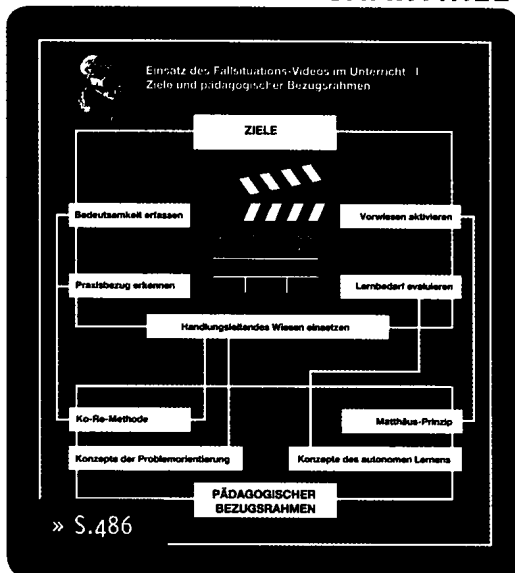 Einsatz des Fallsituations-Videos im Unterricht I
Ziele und pädagogischer Bezugsrahmen
ZIELE
Bedeutsamkeit erfassen
Vorwissen aktivieren
Praxisbezug erkennen
Lernbedarf evaluieren
Handlungsleitendes Wissen einsetzen
Ko-Re-Methode
Matthäus-Prinzip
Konzepte der Problemorientierung
Konzepte des autonomen Lernens
PÄDAGOGISCHER
BEZUGSRAHMEN
» S.486